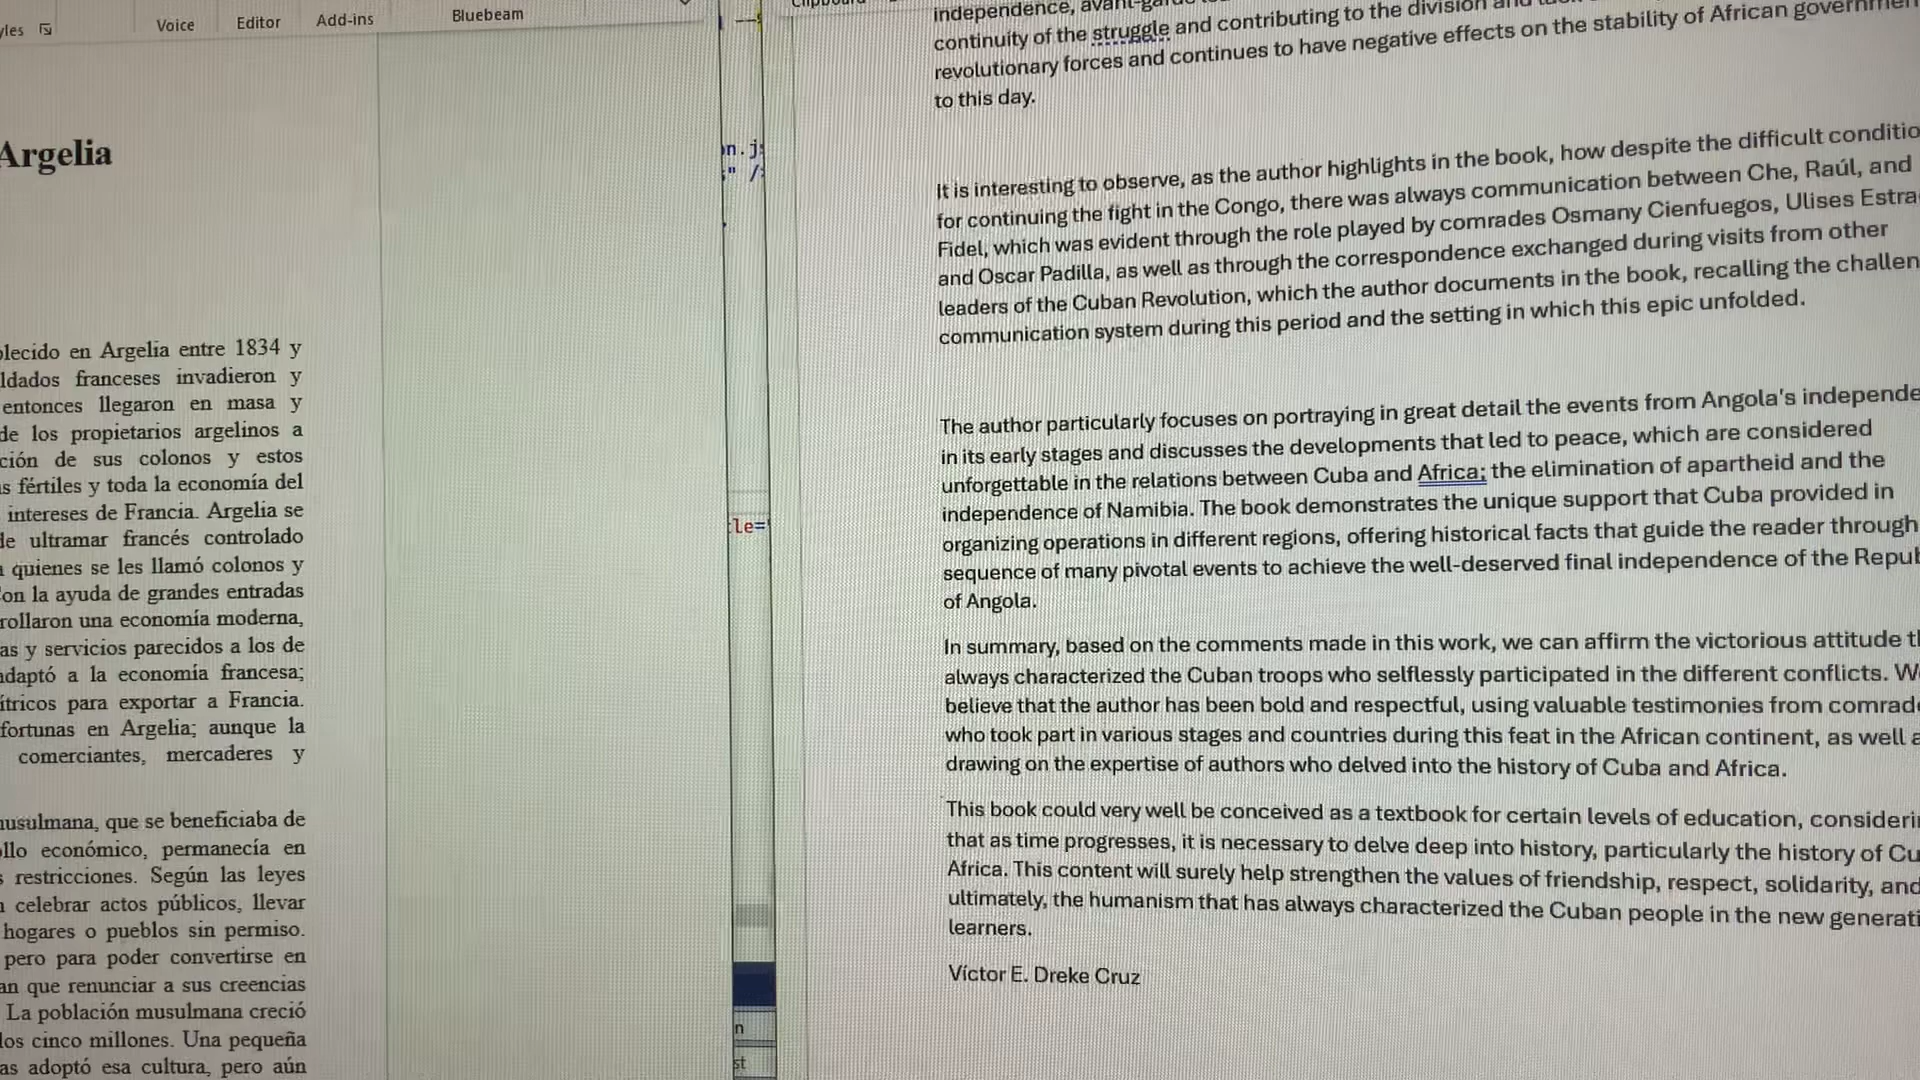 Voice
Editor
Add-ins
Bluebeam
Argelia
Argelia entre 1834 y
franceses invadieron y
entonces llegaron en masa y
de los propietarios argelinos a
de sus colonos y estos
fértiles y toda la economía del
intereses de Francia. Argelia se
de ultramar francés controlado
quienes se les llamó colonos y
la ayuda de grandes entradas
una economía moderna,
y servicios parecidos a los de
adaptó a la economía francesa;
para exportar a Francia.
fortunas en Argelia; aunque la
comerciantes, mercaderes y
musulmana, que se beneficiaba de
económico, permanecía en
restricciones. Según las leyes
celebrar actos públicos, llevar
hogares o pueblos sin permiso.
pero para poder convertirse en
que renunciar a sus creencias
La población musulmana creció
los cinco millones. Una pequeña
adoptó esa cultura, pero aún
independence,
continuity of the struggle and contributing to the division
revolutionary forces and continues to have negative effects on the stability of African
to this day.
It is interesting to observe, as the author highlights in the book, how despite the difficult
for continuing the fight in the Congo, there was always communication between Che, Raúl, and
Fidel, which was evident through the role played by comrades Osmany Cienfuegos, Ulises
and Oscar Padilla, as well as through the correspondence exchanged during visits from other
leaders of the Cuban Revolution, which the author documents in the book, recalling the
communication system during this period and the setting in which this epic unfolded.
The author particularly focuses on portraying in great detail the events from Angola's
in its early stages and discusses the developments that led to peace, which are considered
unforgettable in the relations between Cuba and Africa; the elimination of apartheid and the
independence of Namibia. The book demonstrates the unique support that Cuba provided in
organizing operations in different regions, offering historical facts that guide the reader through
sequence of many pivotal events to achieve the well-deserved final independence of the
of Angola.
In summary, based on the comments made in this work, we can affirm the victorious attitude
always characterized the Cuban troops who selflessly participated in the different conflicts.
believe that the author has been bold and respectful, using valuable testimonies from
who took part in various stages and countries during this feat in the African continent, as well
drawing on the expertise of authors who delved into the history of Cuba and Africa.
This book could very well be conceived as a textbook for certain levels of education,
that as time progresses, it is necessary to delve deep into history, particularly the history of
Africa. This content will surely help strengthen the values of friendship, respect, solidarity, and
ultimately, the humanism that has always characterized the Cuban people in the new
learners.
Víctor E. Dreke Cruz